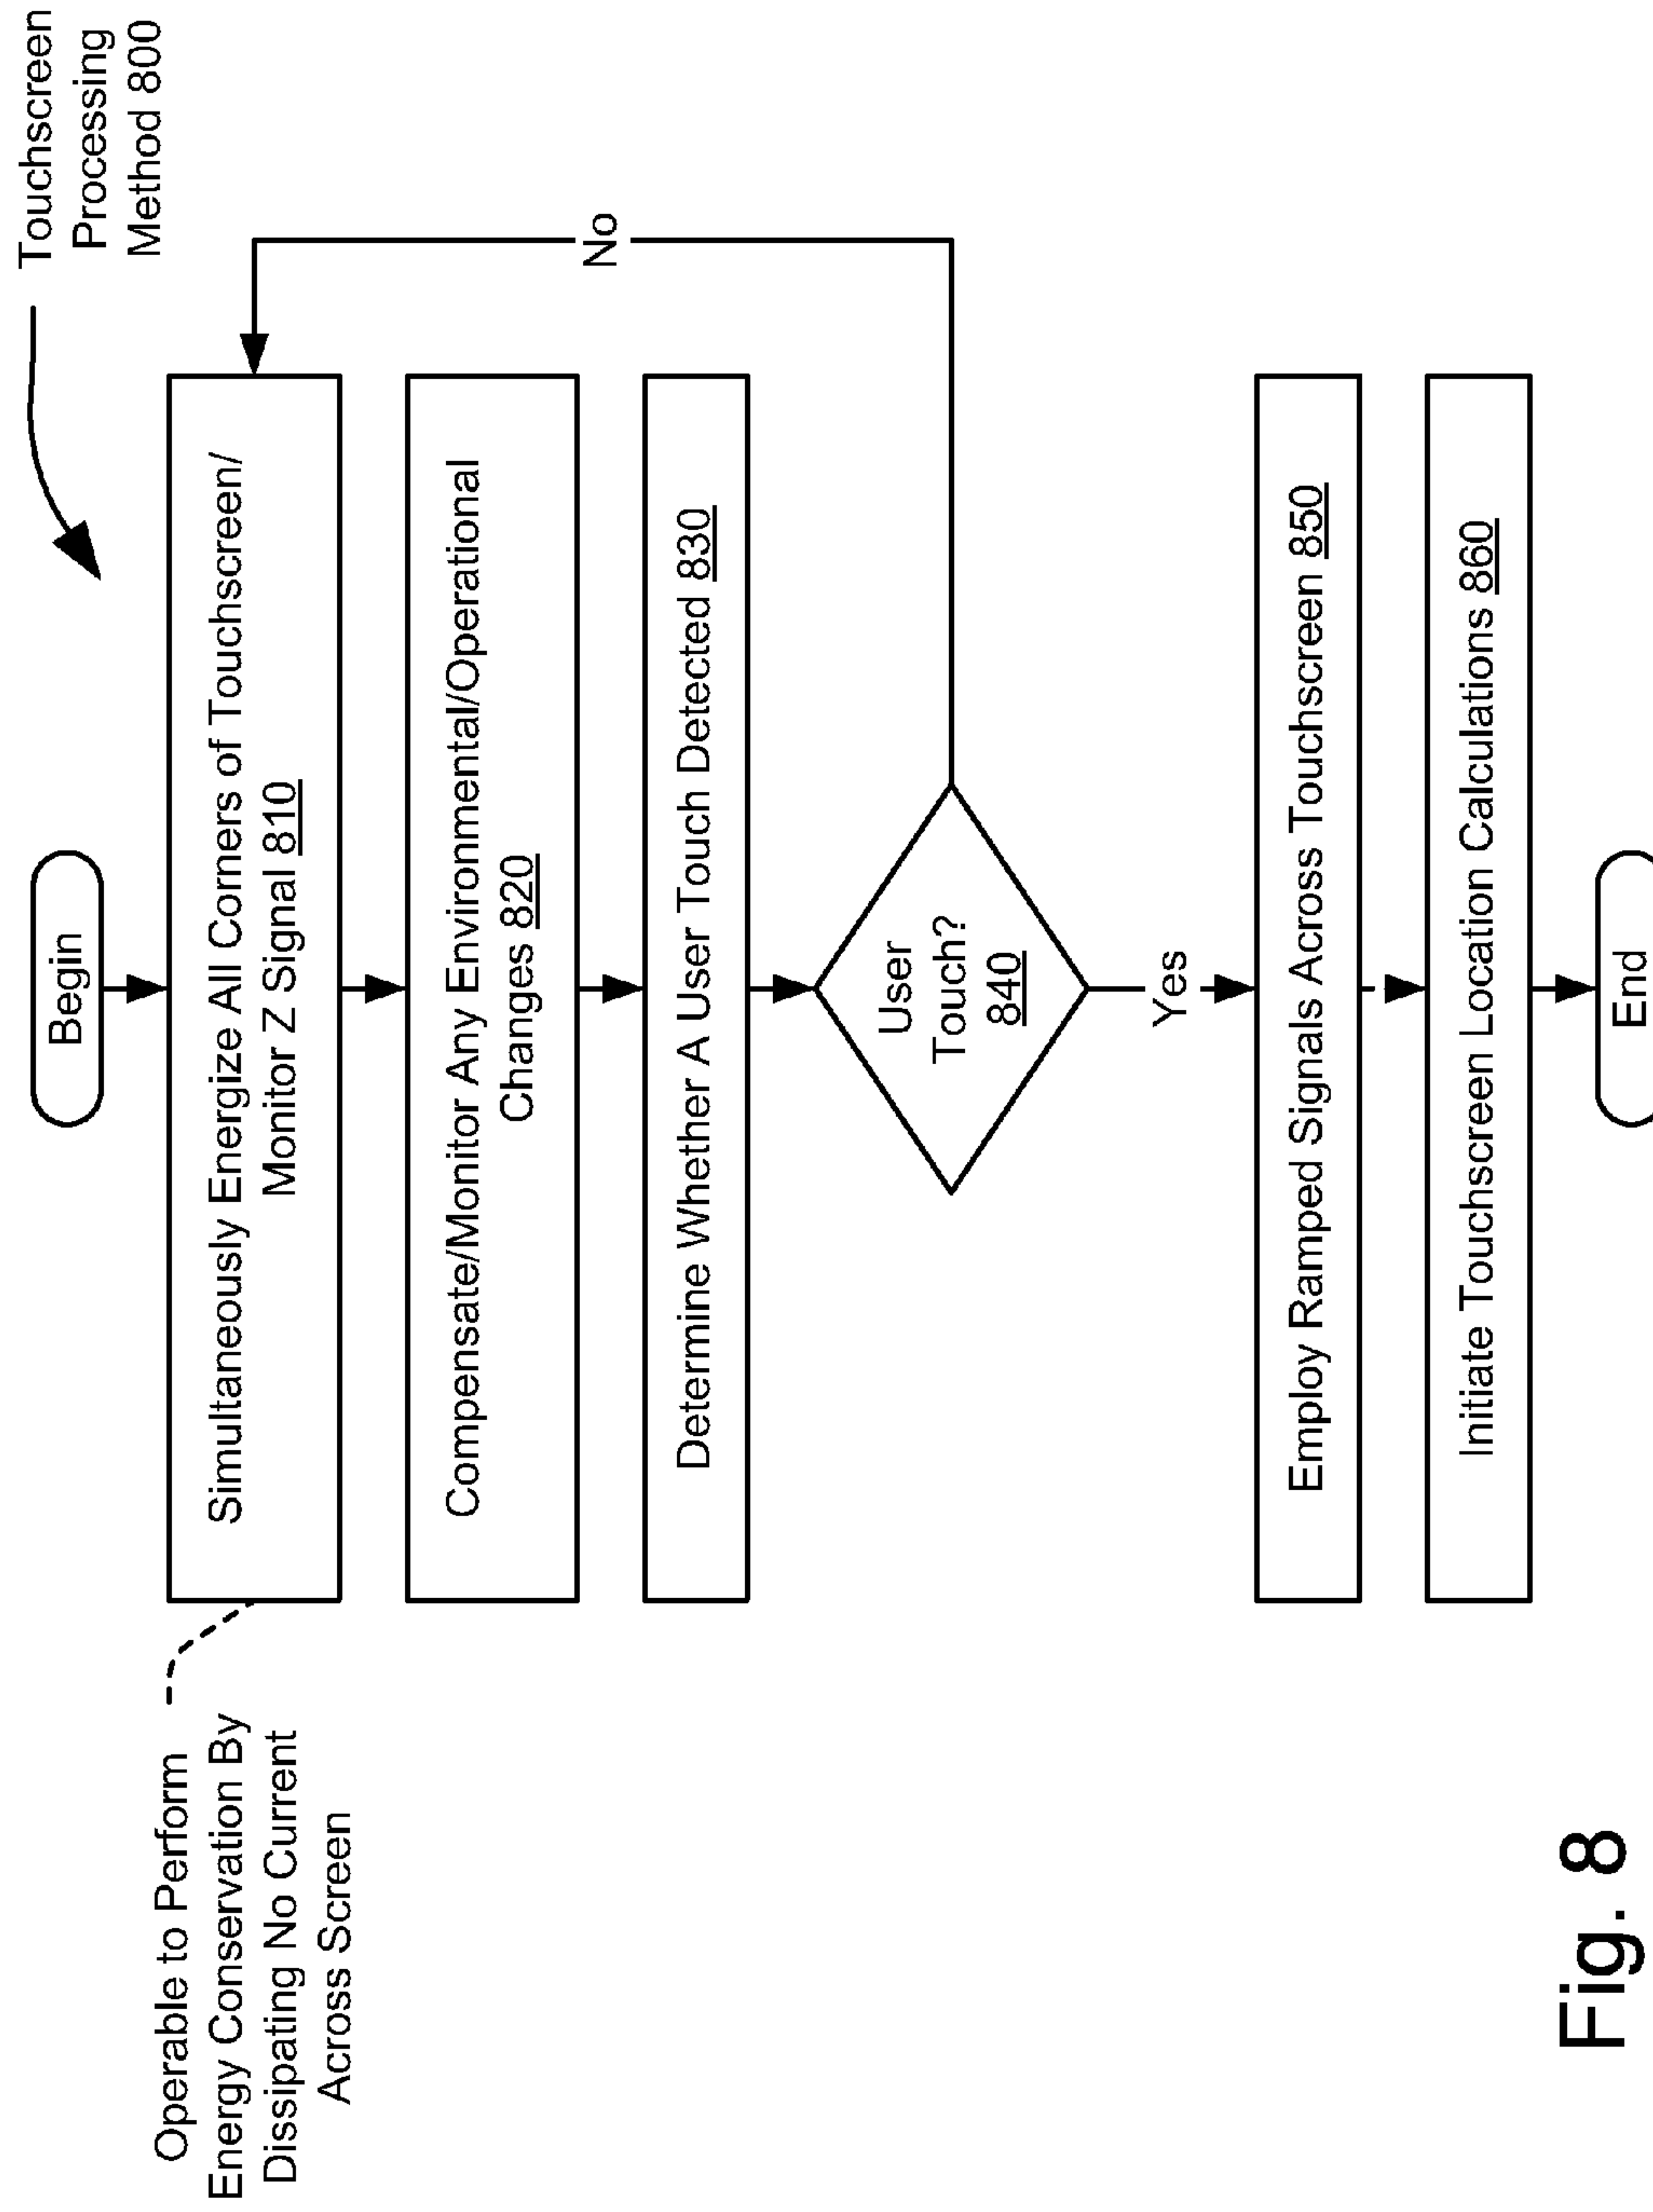 Touchscreen
Processing
Method 800
Begin
Operable to Perform
Energy Conservation By
Dissipating No Current
Across Screen
Simultaneously Energize All Corners of Touchscreen/
Monitor Z Signal 810
Compensate/Monitor Any Environmental/Operational
Changes 820
Determine Whether A User Touch Detected 830
No
User
Touch?
840
Yes
Employ Ramped Signals Across Touchscreen 850
Initiate Touchscreen Location Calculations 860
End
Fig. 8